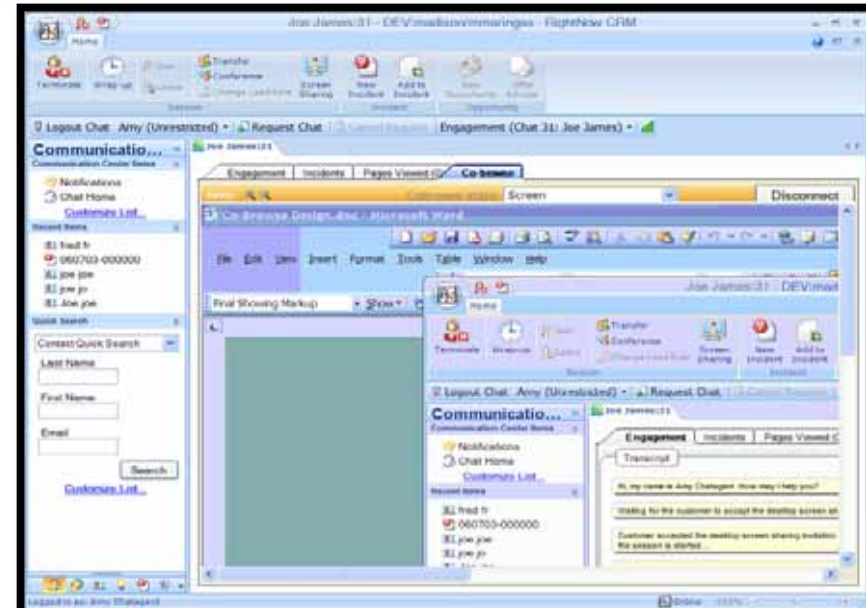 Joe James:31 - DEV:madison/mmaringas - RightNow CRM
Home
Terminate Wrap-up Transfer Conference Screen Sharing New Incident Add to Incident
Incident Opportunity
Logout Chat Amy (Unrestricted) Request Chat Engagement (Chat 31: Joe James)
Communicatio...
Joe James:31
Communication Center Items
Engagement Incidents Pages Viewed Co-browse
Notifications
Chat Home
Customize List...
Screen
Disconnect
Co-Browse Design.doc - Microsoft Word
Recent Items
fred fr
060703-000000
joe joe
joe jo
Joe joe
File Edit View Insert Format Tools Table Window Help
Final Showing Markup Show
Quick Search
Contact Quick Search
Last Name
First Name
Email
Search
Customize List...
Joe James:31 DEV:mad
Home
Terminate Wrap-up Transfer Conference Screen Sharing New Incident Add to Incident
Logout Chat Amy (Unrestricted) Request Chat
Communicatio...
Joe James:31
Communication Center Items
Notifications
Chat Home
Customize List...
Recent Items
fred fr
060703-000000
joe joe
joe jo
Engagement Incidents Pages Viewed
Transcript
Hi, my name is Amy Chatagent. How may I help you?
Waiting for the customer to accept the desktop screen sh
Customer accepted the desktop screen sharing invitation
the session is started ...
Logged in as: Amy Chatagent
Online